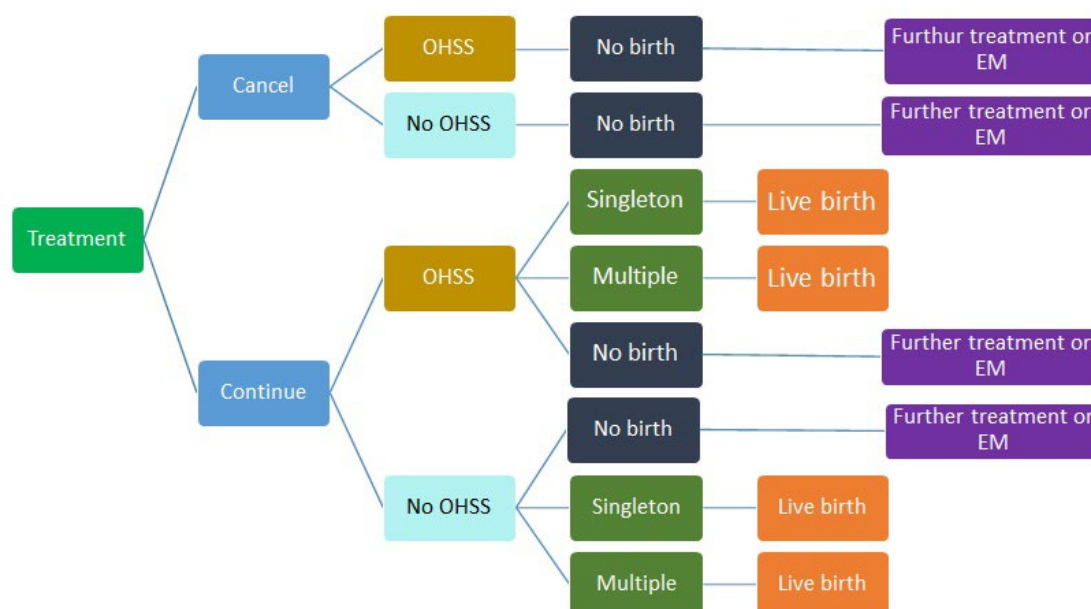 OHSS
No birth
Furthur treatment or
EM
Cancel
No OHSS
No birth
Further treatment or
EM
Singleton
Live birth
Treatment
OHSS
Multiple
Live birth
No birth
Further treatment or
EM
Continue
No birth
Further treatment or
EM
No OHSS
Singleton
Live birth
Multiple
Live birth